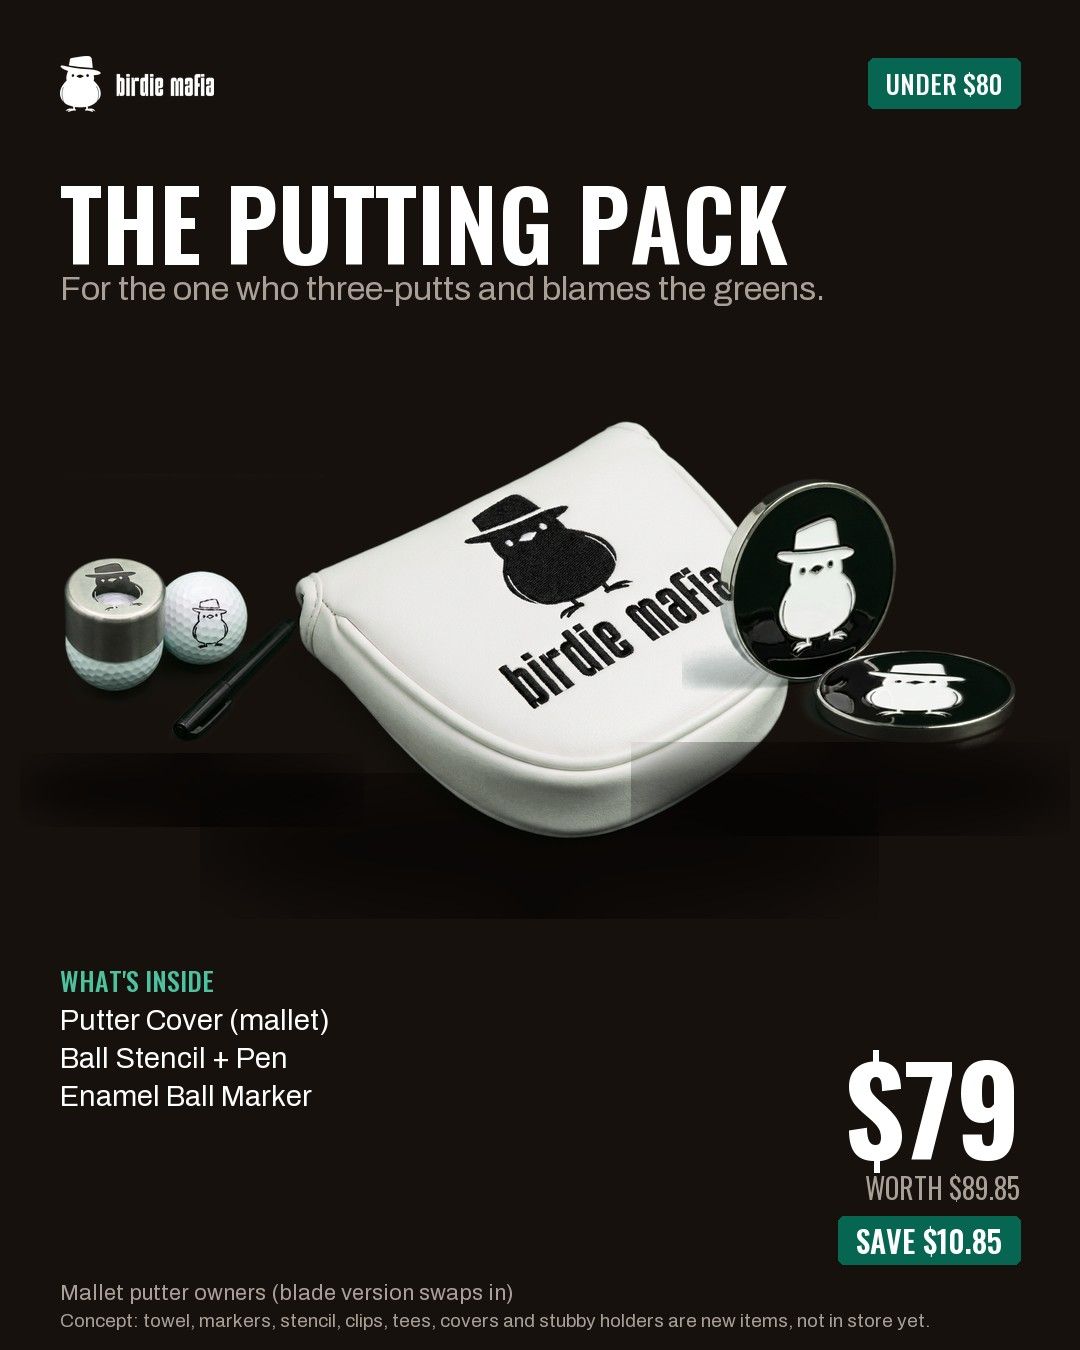 birdie mafia
UNDER $80
THE PUTTING PACK
For the one who three-putts and blames the greens.
birdie mafia
WHAT'S INSIDE
Putter Cover (mallet)
Ball Stencil + Pen
Enamel Ball Marker
$79
WORTH $89.85
SAVE $10.85
Mallet putter owners (blade version swaps in)
Concept: towel, markers, stencil, clips, tees, covers and stubby holders are new items, not in store yet.